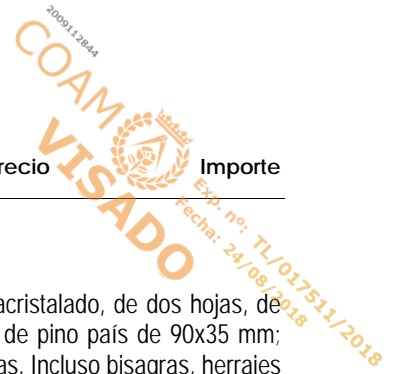 2009112844
COAM
VISADO
Exp. nº: TL/017511/2018
Fecha: 24/08/2018
recio Importe
acristalado, de dos hojas, de
de pino país de 90x35 mm;
as. Incluso bisagras, herrajes